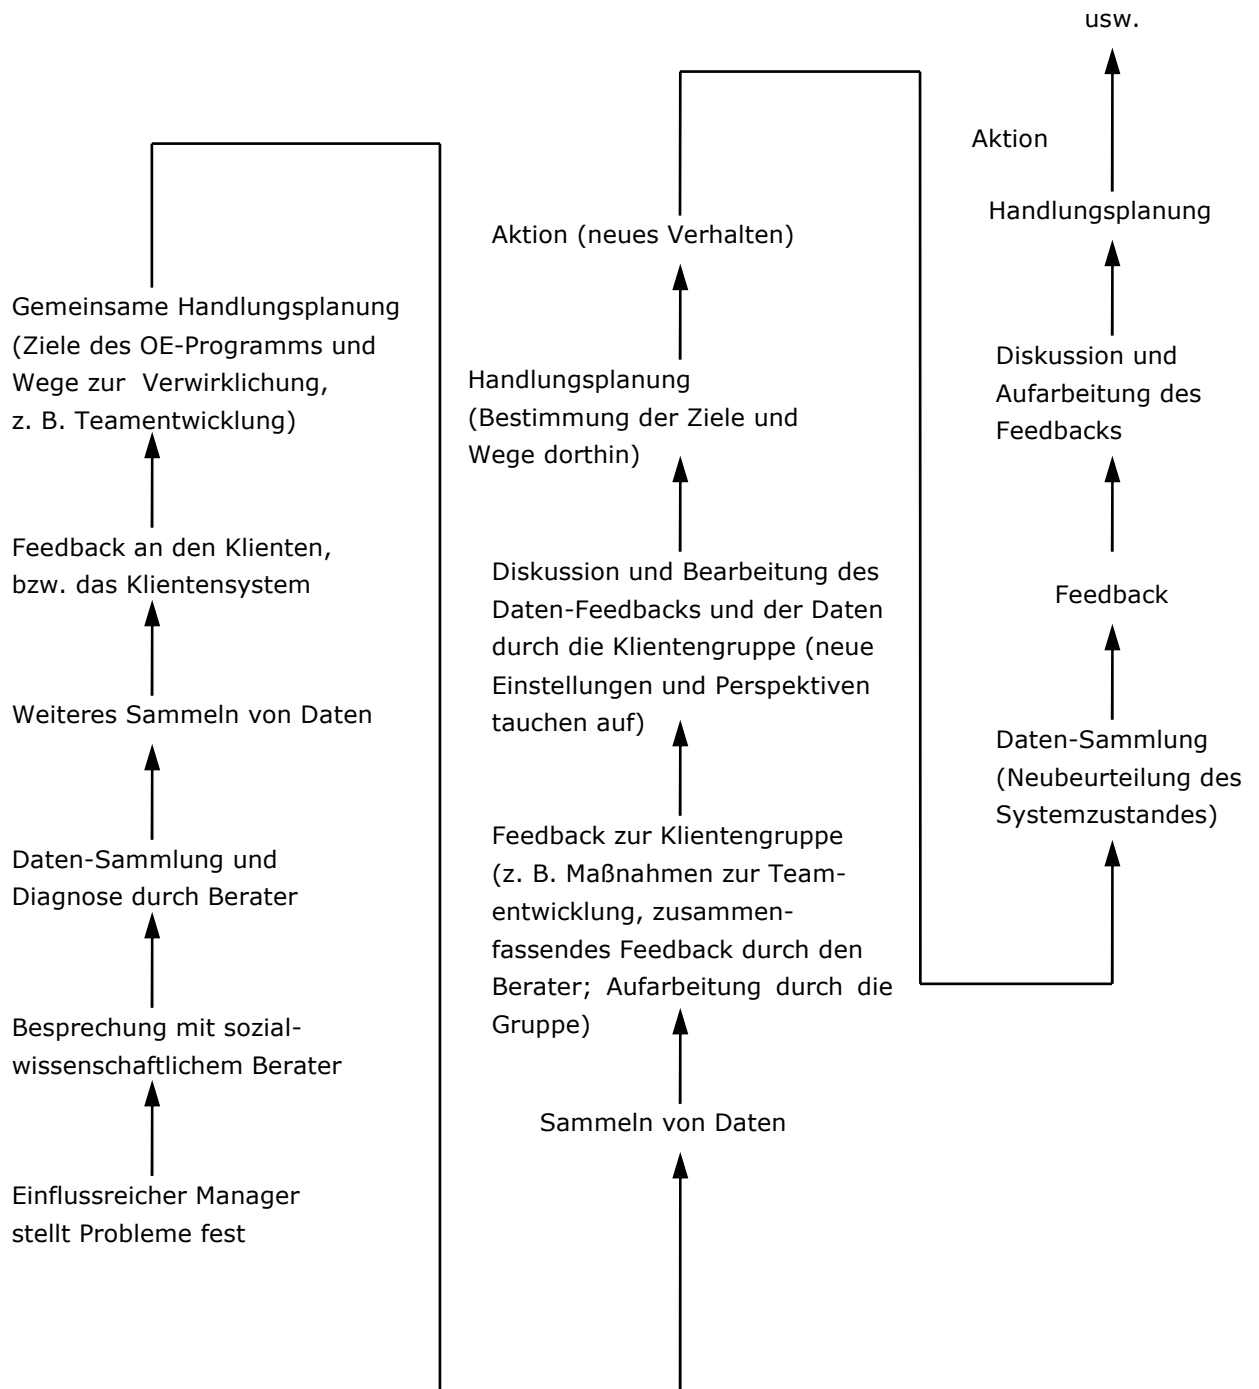 Gemeinsame Handlungsplanung
(Ziele des OE-Programms und
Wege zur Verwirklichung,
z. B. Teamentwicklung)
Feedback an den Klienten,
bzw. das Klientensystem
Weiteres Sammeln von Daten
Daten-Sammlung und
Diagnose durch Berater
Besprechung mit sozial-
wissenschaftlichem Berater
Einflussreicher Manager
stellt Probleme fest
Aktion (neues Verhalten)
Handlungsplanung
(Bestimmung der Ziele und
Wege dorthin)
Diskussion und Bearbeitung des
Daten-Feedbacks und der Daten
durch die Klientengruppe (neue
Einstellungen und Perspektiven
tauchen auf)
Feedback zur Klientengruppe
(z. B. Maßnahmen zur Team-
entwicklung, zusammen-
fassendes Feedback durch den
Berater; Aufarbeitung durch die
Gruppe)
Sammeln von Daten
usw.
Aktion
Handlungsplanung
Diskussion und
Aufarbeitung des
Feedbacks
Feedback
Daten-Sammlung
(Neubeurteilung des
Systemzustandes)